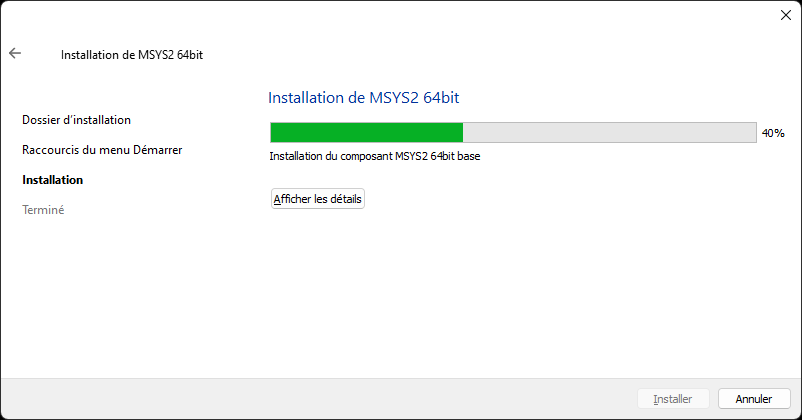 Installation de MSYS2 64bit
Installation de MSYS2 64bit
Dossier d’installation
40%
Raccourcis du menu Démarrer
Installation du composant MSYS2 64bit base
Installation
Afficher les détails
Terminé
Installer
Annuler